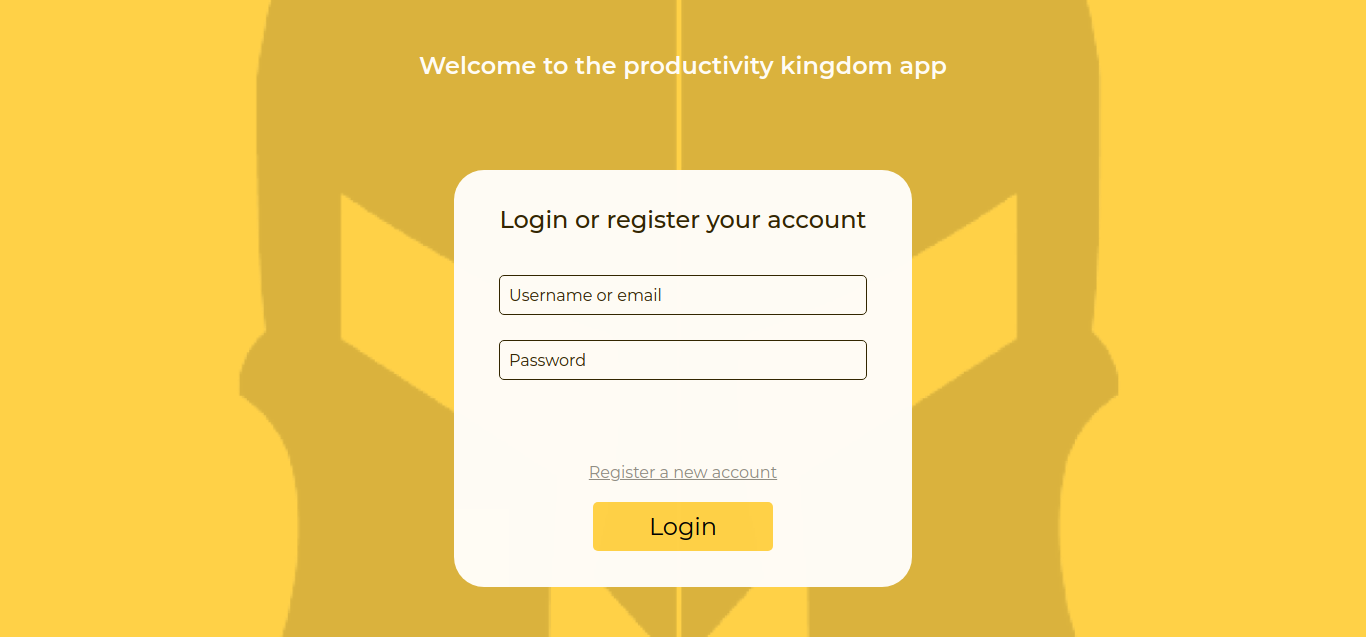 Welcome to the productivity kingdom app
Login or register your account
Username or email
Password
Register a new account
Login